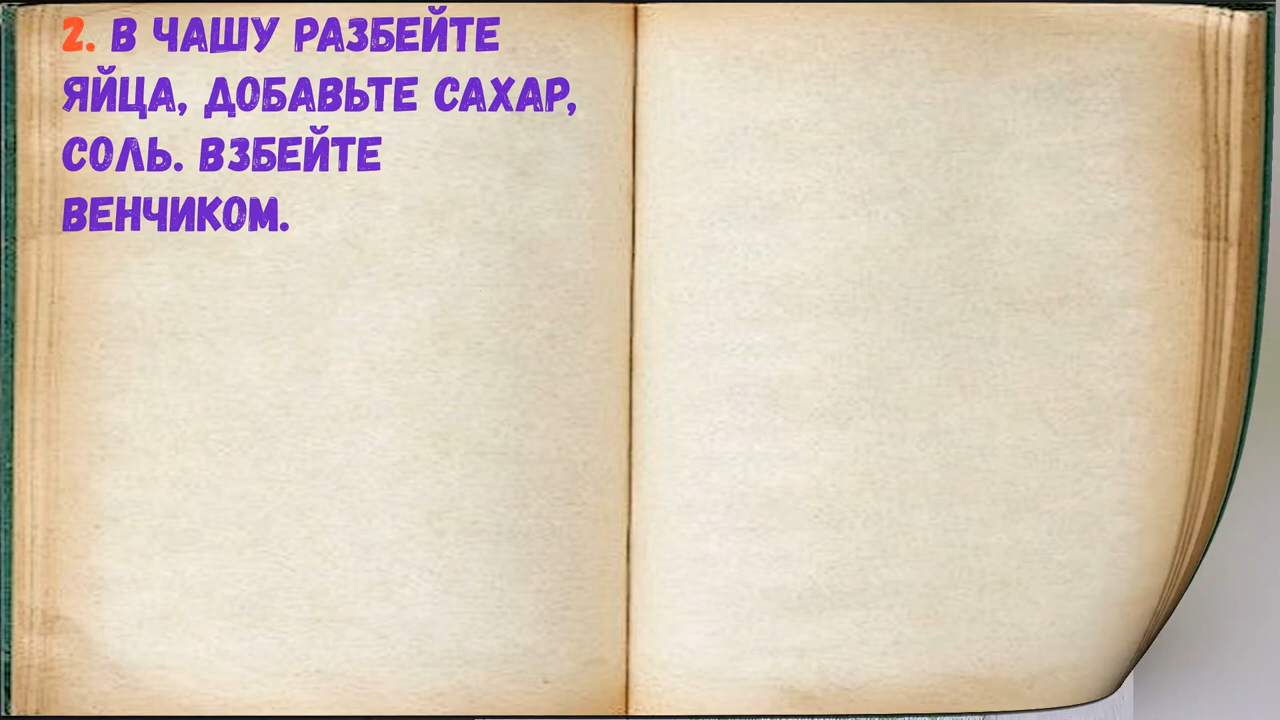 2. В ЧАШУ РАЗБЕЙТЕ
ЯЙЦА, ДОБАВЬТЕ САХАР,
СОЛЬ. ВЗБЕЙТЕ
ВЕНЧИКОМ.